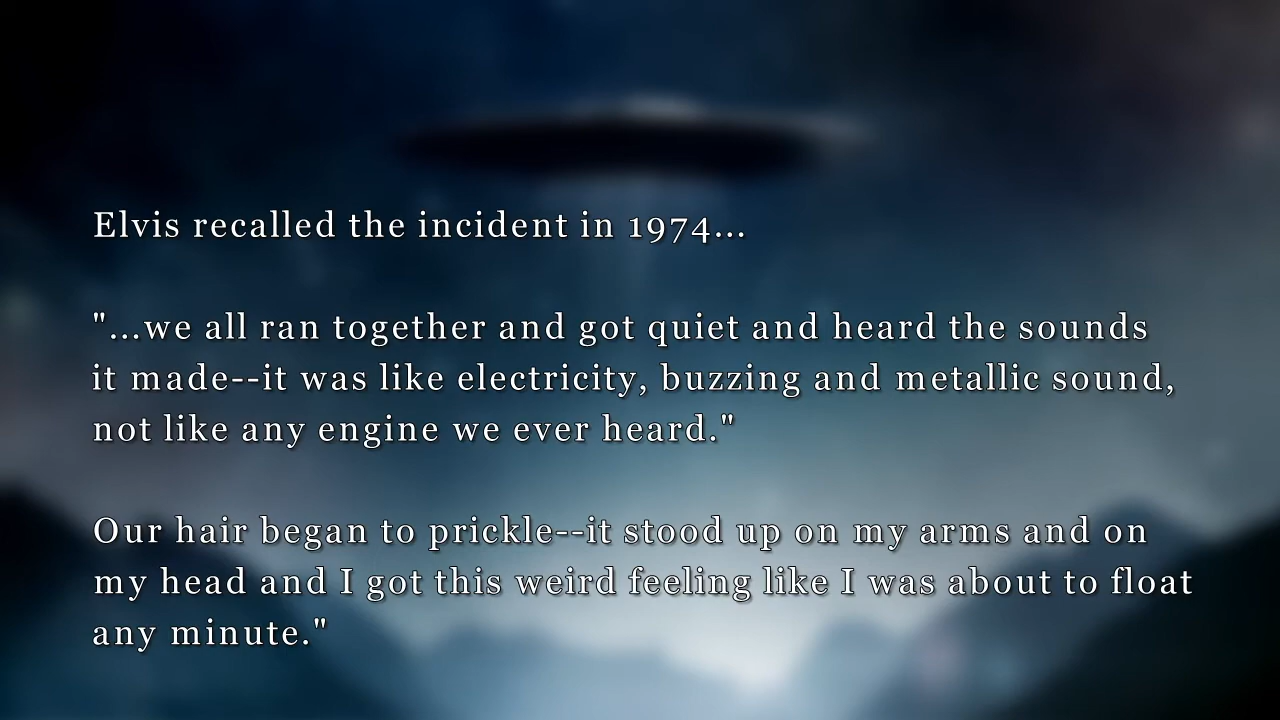 Elvis recalled the incident in 1974...
"...we all ran together and got quiet and heard the sounds
it made--it was like electricity, buzzing and metallic sound,
not like any engine we ever heard."
Our hair began to prickle--it stood up on my arms and on
my head and I got this weird feeling like I was about to float
any minute."